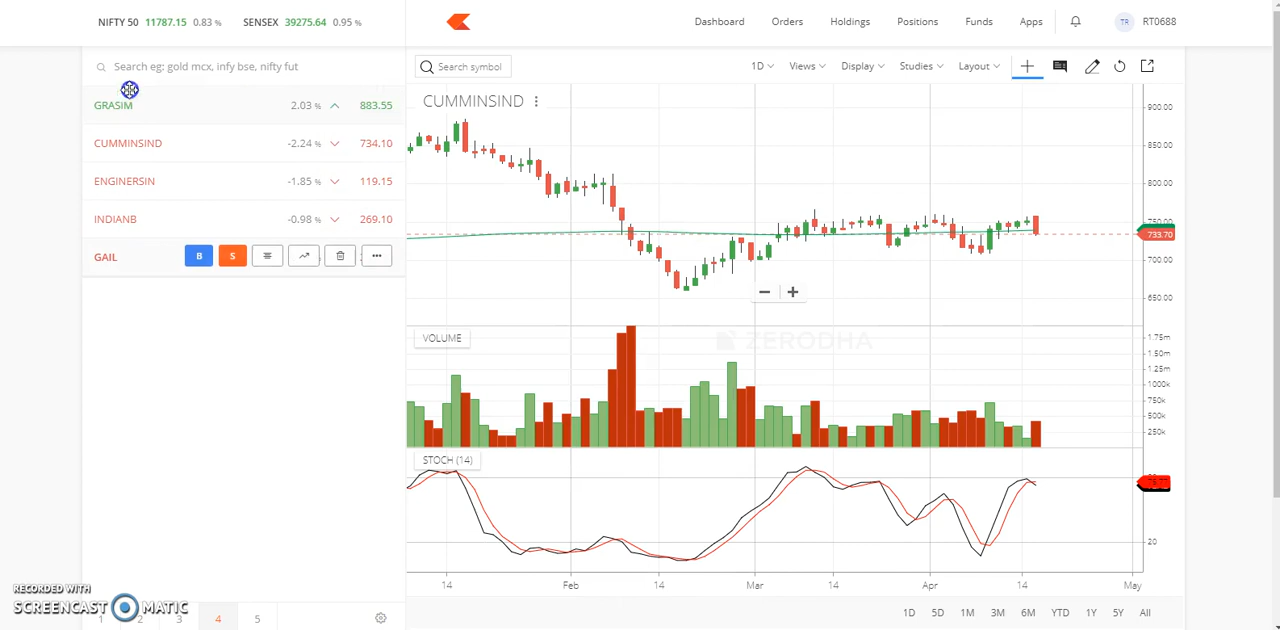 NIFTY 50 11787.15 0.83 % SENSEX 39275.64 0.95 %
Dashboard Orders Holdings Positions Funds Apps TR RT0688
Search eg: gold mcx, infy bse, nifty fut
GRASIM 2.03 % 883.55
CUMMINSIND -2.24 % 734.10
ENGINERSIN -1.85 % 119.15
INDIANB -0.98 % 269.10
GAIL B S
1 2 3 4 5
RECORDED WITH
SCREENCAST MATIC
Search symbol 1D Views Display Studies Layout
CUMMINSIND
900.00
850.00
800.00
750.00
733.70
700.00
650.00
ZERODHA
VOLUME
1.75m
1.50m
1.25m
1000k
750k
500k
250k
STOCH (14)
20
14 Feb 14 Mar 14 Apr 14 May
1D 5D 1M 3M 6M YTD 1Y 5Y All